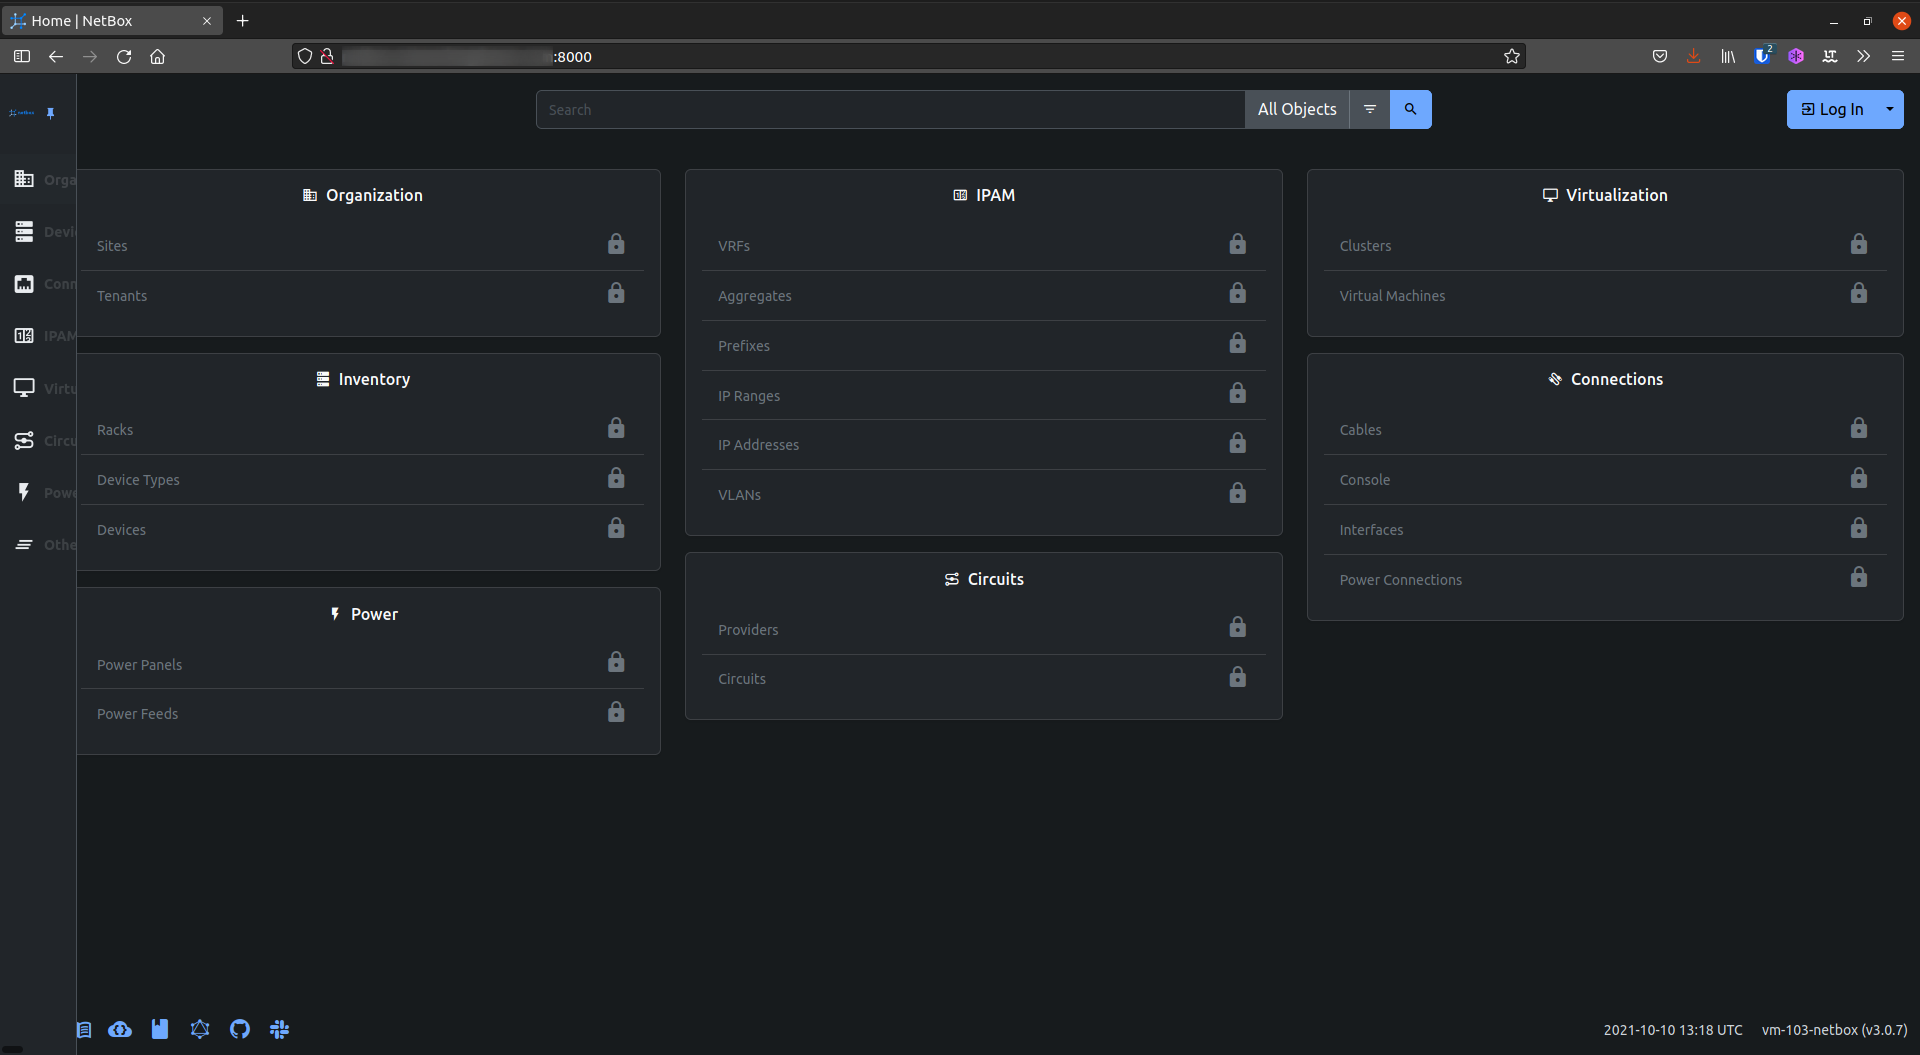 Home | NetBox
:8000
netbox
Search
All Objects
Log In
Orga
Devi
Conn
IPAM
Virtu
Circu
Powe
Othe
Organization
Sites
Tenants
Inventory
Racks
Device Types
Devices
Power
Power Panels
Power Feeds
IPAM
VRFs
Aggregates
Prefixes
IP Ranges
IP Addresses
VLANs
Circuits
Providers
Circuits
Virtualization
Clusters
Virtual Machines
Connections
Cables
Console
Interfaces
Power Connections
2
2021-10-10 13:18 UTC
vm-103-netbox (v3.0.7)